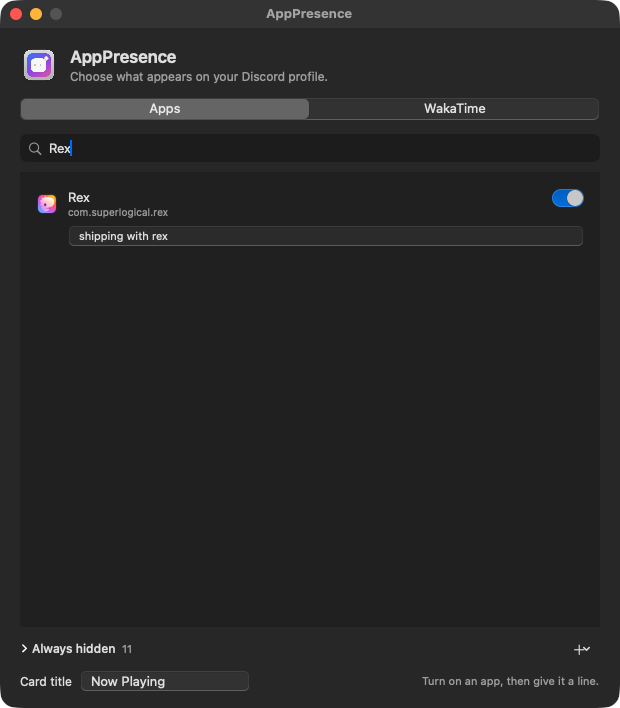 AppPresence
AppPresence
Choose what appears on your Discord profile.
Apps
WakaTime
Rex
Rex
com.superlogical.rex
shipping with rex
Always hidden 11
Card title
Now Playing
Turn on an app, then give it a line.